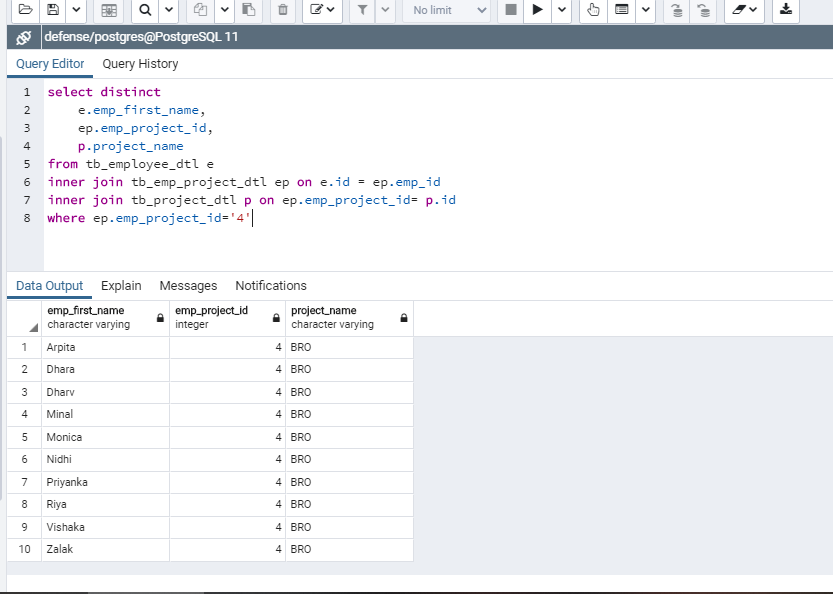 No limit
defense/postgres@PostgreSQL 11
Query Editor Query History
1 select distinct
2 e.emp_first_name,
3 ep.emp_project_id,
4 p.project_name
5 from tb_employee_dtl e
6 inner join tb_emp_project_dtl ep on e.id = ep.emp_id
7 inner join tb_project_dtl p on ep.emp_project_id= p.id
8 where ep.emp_project_id='4'
Data Output Explain Messages Notifications
emp_first_name emp_project_id project_name
character varying integer character varying
1 Arpita 4 BRO
2 Dhara 4 BRO
3 Dharv 4 BRO
4 Minal 4 BRO
5 Monica 4 BRO
6 Nidhi 4 BRO
7 Priyanka 4 BRO
8 Riya 4 BRO
9 Vishaka 4 BRO
10 Zalak 4 BRO